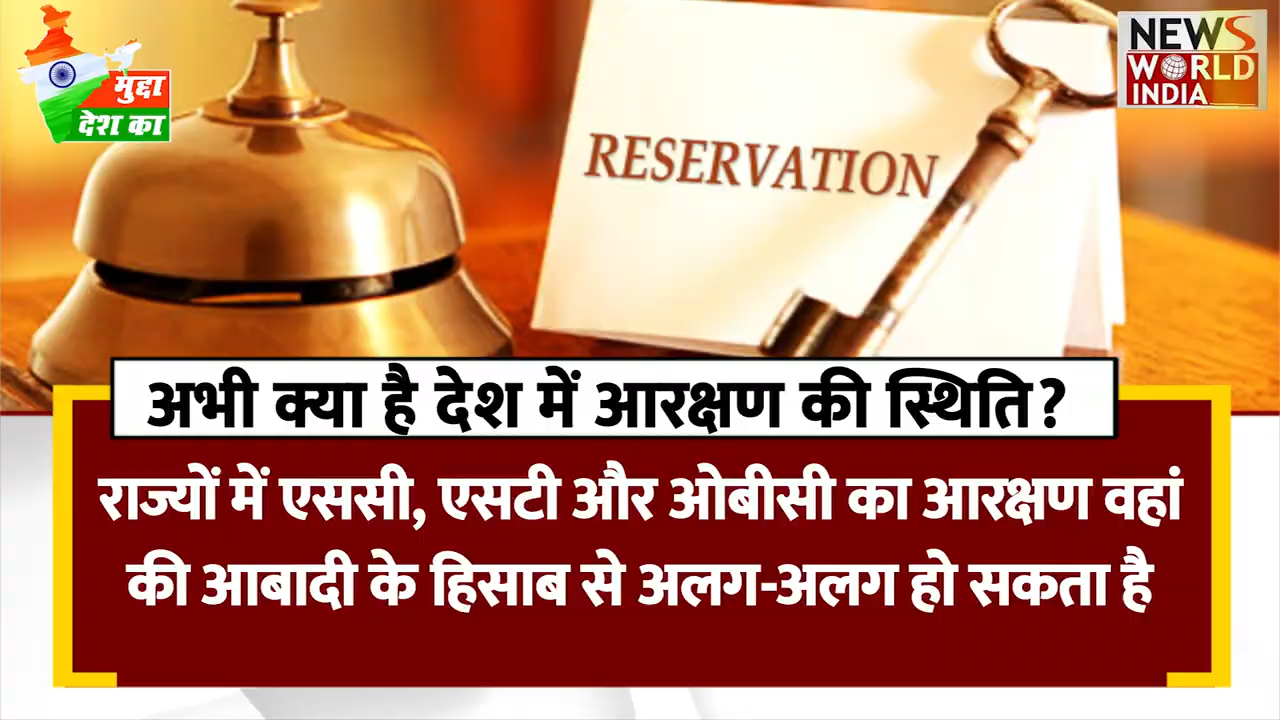 मुद्दा
देश का
NEWS
WORLD
INDIA
RESERVATION
अभी क्या है देश में आरक्षण की स्थिति?
राज्यों में एससी, एसटी और ओबीसी का आरक्षण वहां
की आबादी के हिसाब से अलग-अलग हो सकता है